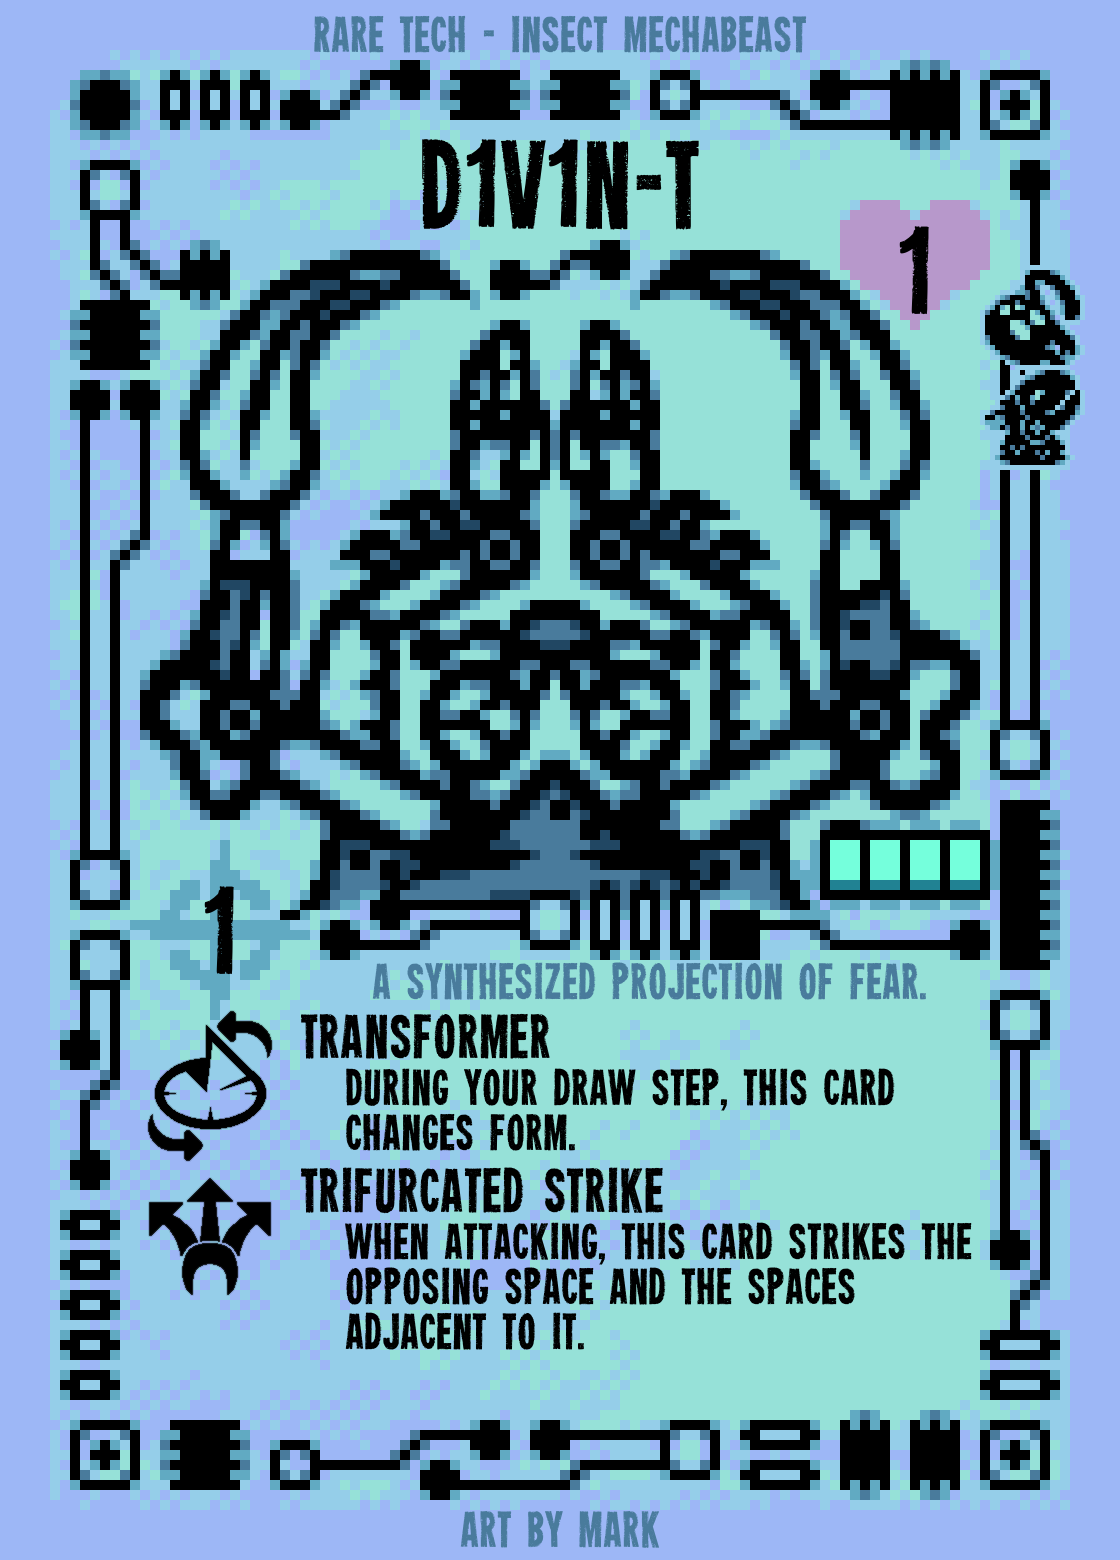 RARE TECH - INSECT MECHABEAST
D1V1N-T
1
1
A SYNTHESIZED PROJECTION OF FEAR.
TRANSFORMER
DURING YOUR DRAW STEP, THIS CARD
CHANGES FORM.
TRIFURCATED STRIKE
WHEN ATTACKING, THIS CARD STRIKES THE
OPPOSING SPACE AND THE SPACES
ADJACENT TO IT.
ART BY MARK